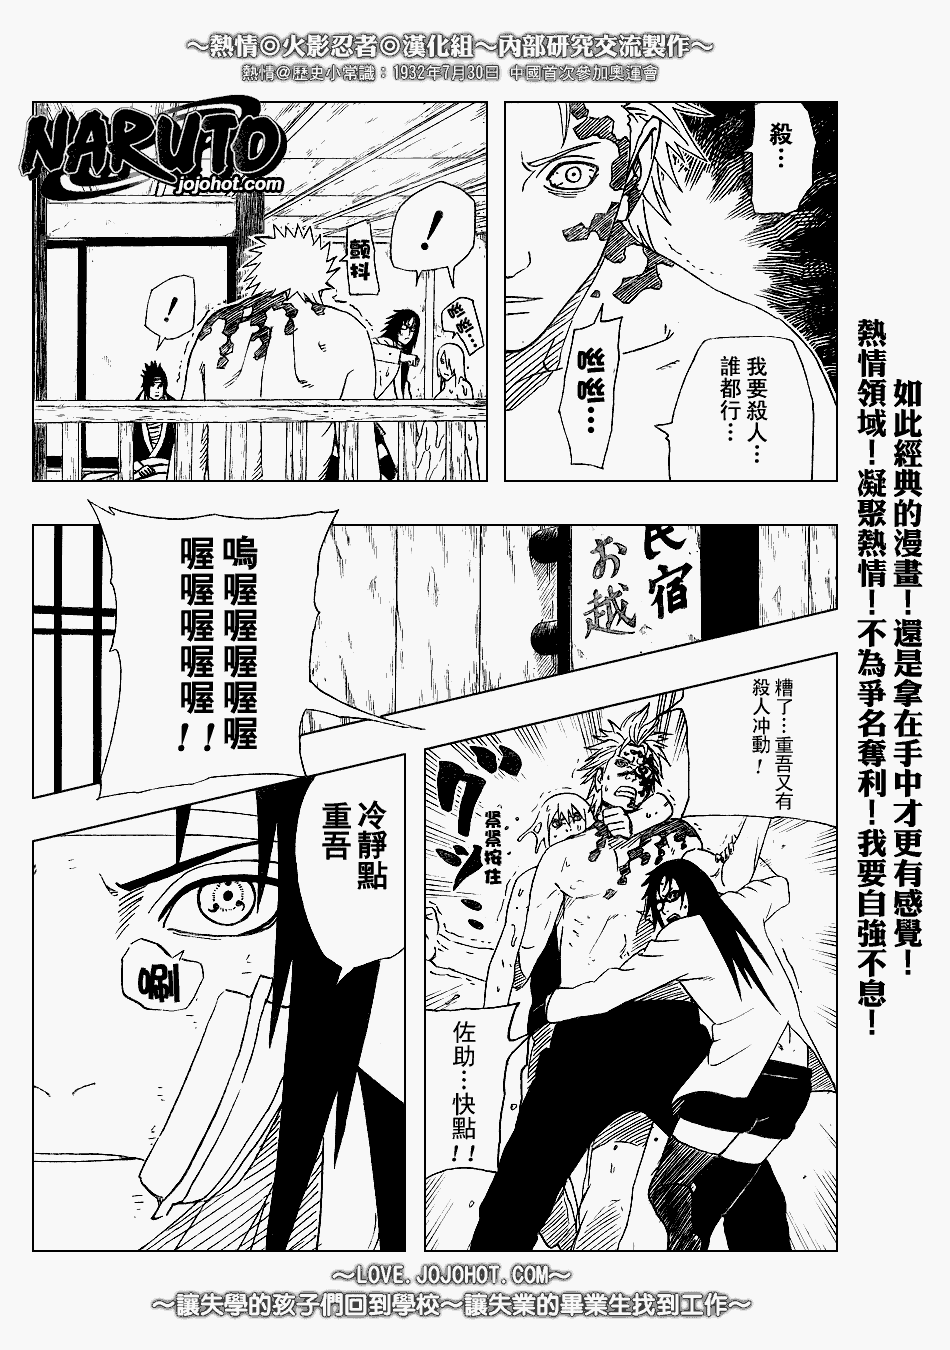 ～熱情◎火影忍者◎漢化組～內部研究交流製作～
熱情@歷史小常識：1932年7月30日 中國首次參加奧運會
NARUTO
jojohot.com
殺…
我要殺人…
誰都行…
！
顫抖
！
民宿
お越
嗚喔喔喔喔喔
喔喔喔喔喔！！
糟了…重吾又有
殺人冲動！
緊緊按住
佐助…快點！！
冷靜點
重吾
如此經典的漫畫！還是拿在手中才更有感覺！
熱情領域！凝聚熱情！不為爭名奪利！我要自強不息！
～LOVE.JOJOHOT.COM～
～讓失學的孩子們回到學校～讓失業的畢業生找到工作～